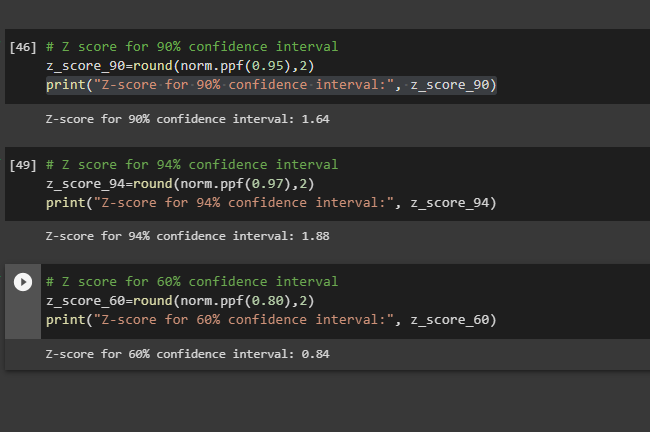 [46] # Z score for 90% confidence interval
z_score_90=round(norm.ppf(0.95),2)
print("Z-score for 90% confidence interval:", z_score_90)
Z-score for 90% confidence interval: 1.64
[49] # Z score for 94% confidence interval
z_score_94=round(norm.ppf(0.97),2)
print("Z-score for 94% confidence interval:", z_score_94)
Z-score for 94% confidence interval: 1.88
# Z score for 60% confidence interval
z_score_60=round(norm.ppf(0.80),2)
print("Z-score for 60% confidence interval:", z_score_60)
Z-score for 60% confidence interval: 0.84